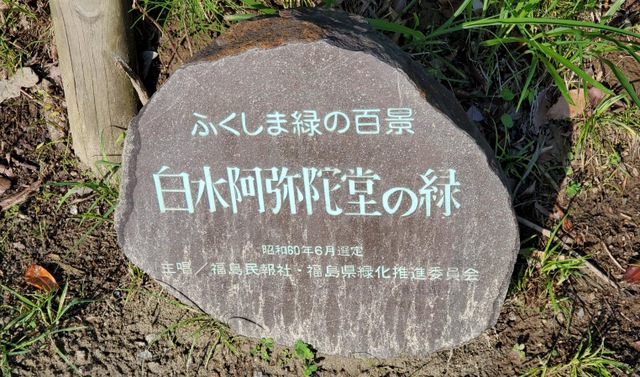 ふくしま緑の百景
白水阿弥陀堂の緑
昭和60年6月選定
主唱／福島民報社・福島県緑化推進委員会